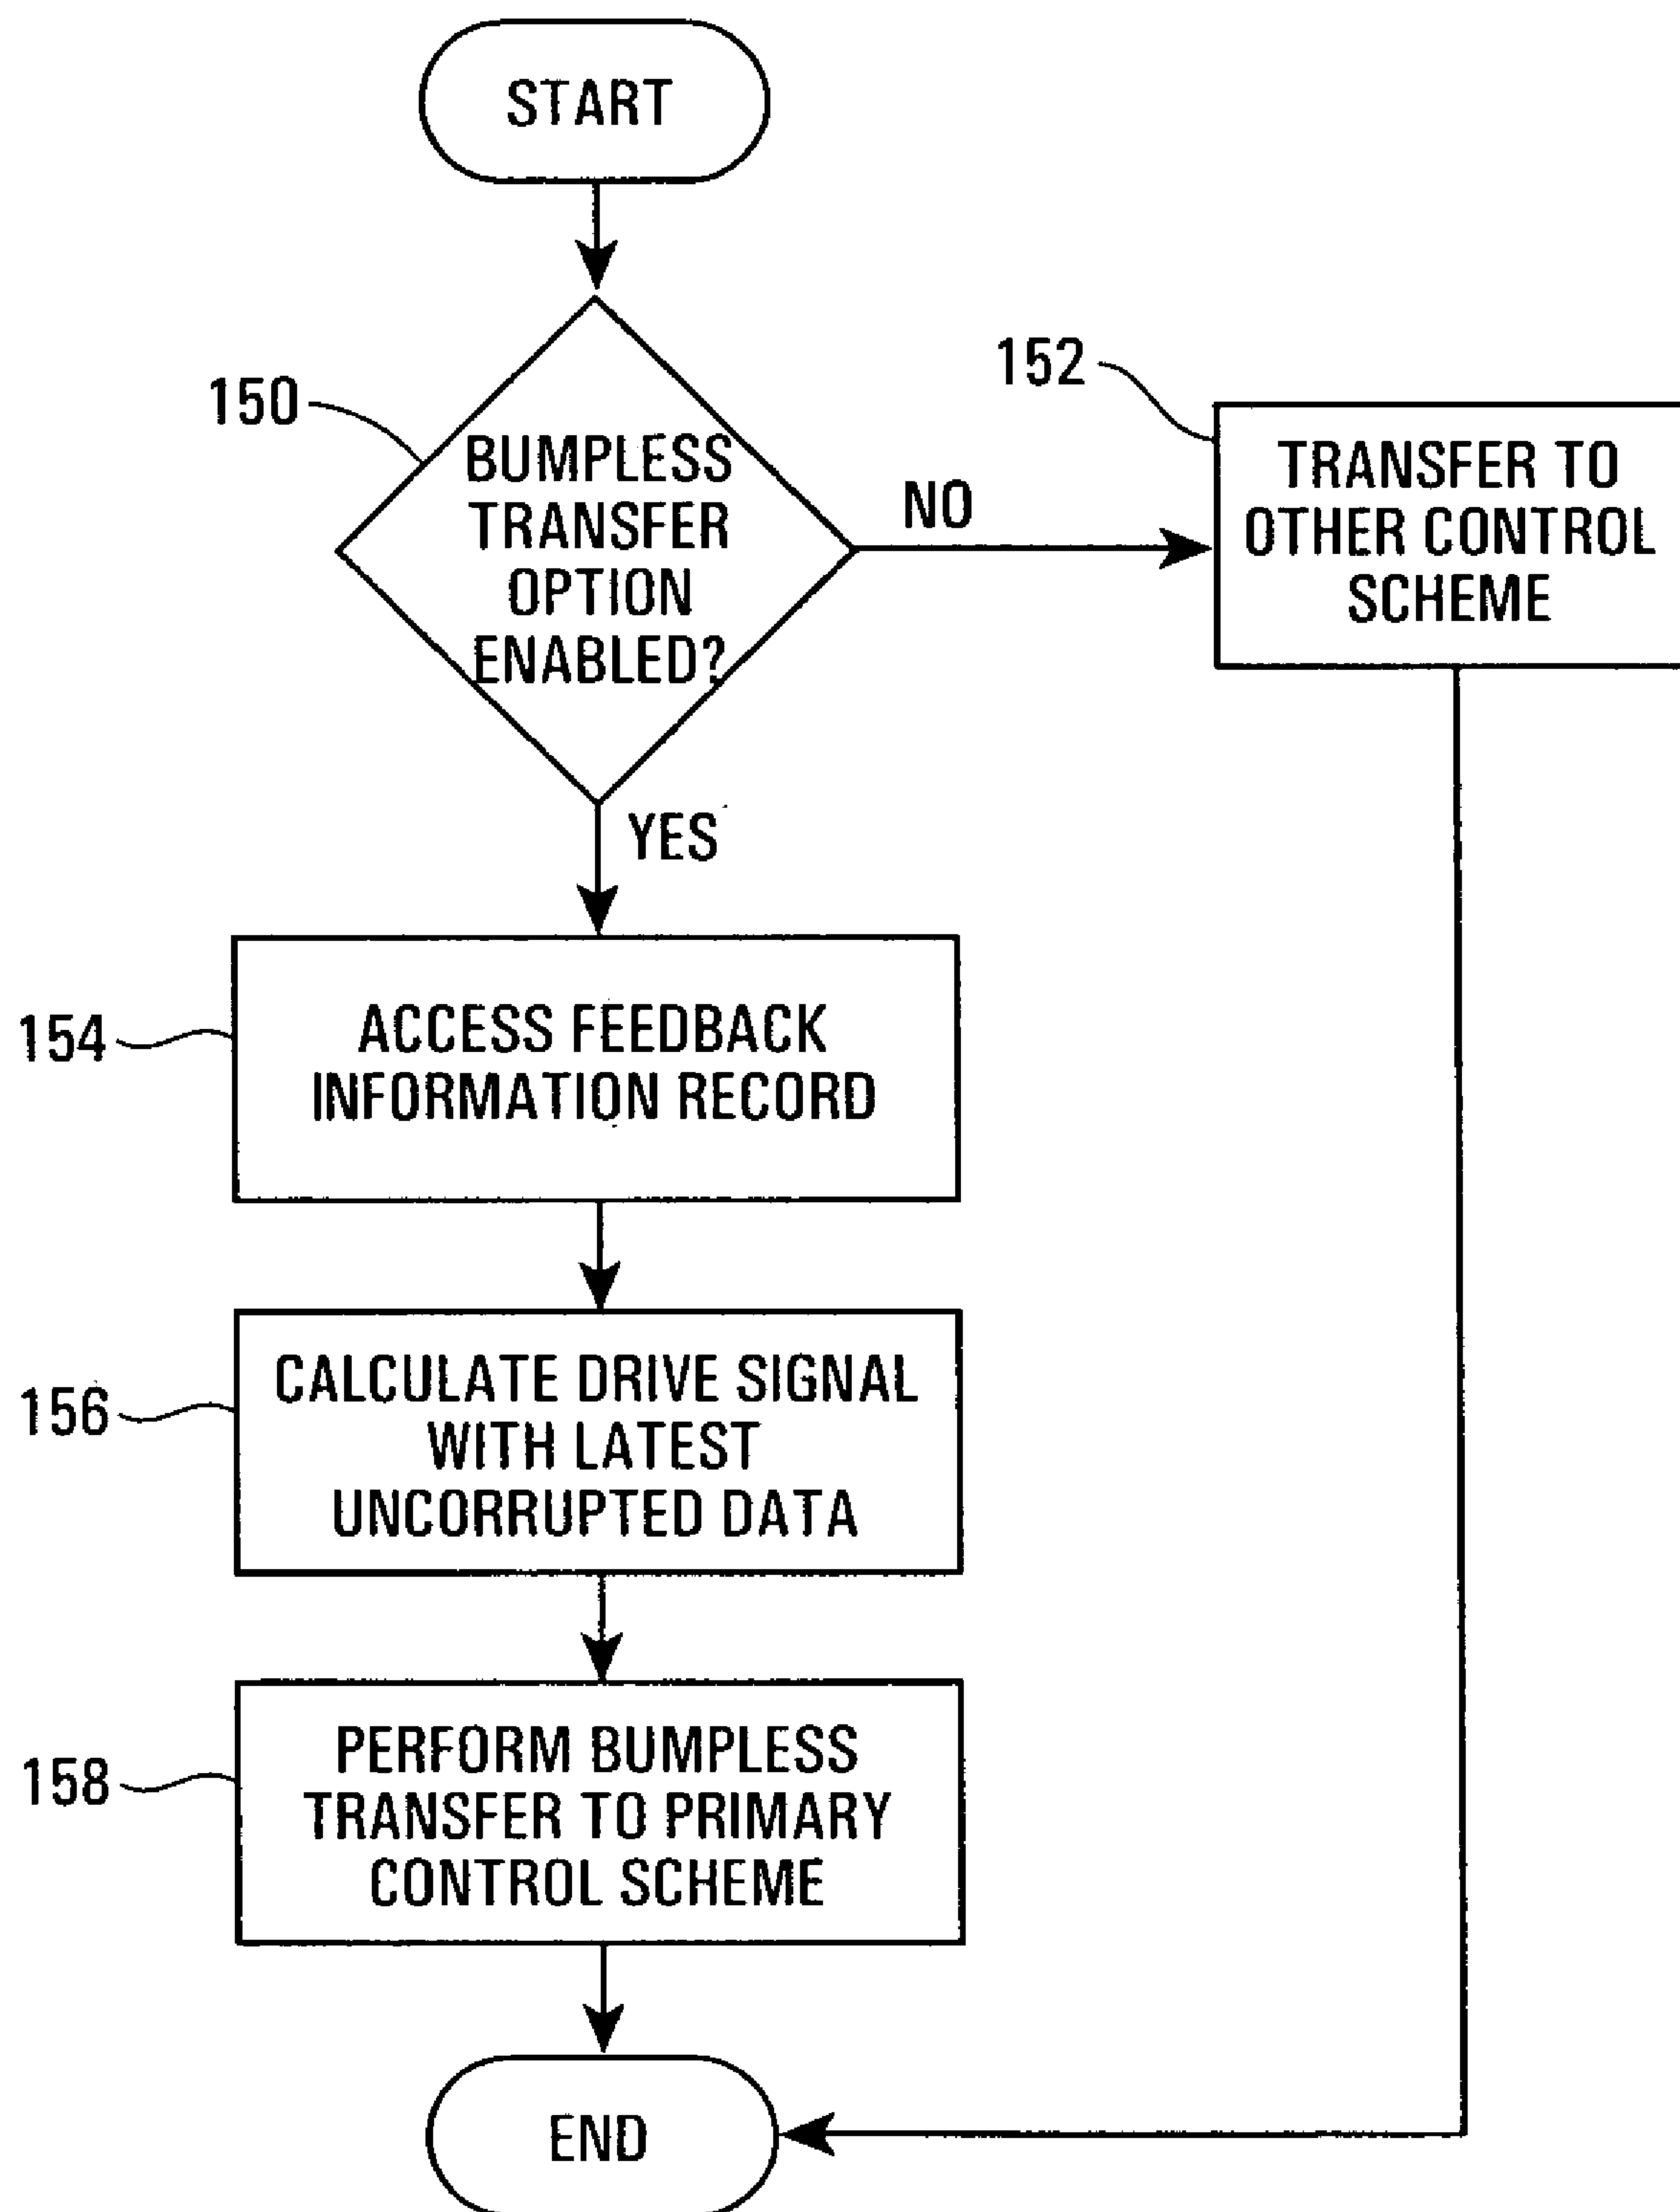 START
150
BUMPLESS
TRANSFER
OPTION
ENABLED?
NO
152
TRANSFER TO
OTHER CONTROL
SCHEME
YES
154
ACCESS FEEDBACK
INFORMATION RECORD
156
CALCULATE DRIVE SIGNAL
WITH LATEST
UNCORRUPTED DATA
158
PERFORM BUMPLESS
TRANSFER TO PRIMARY
CONTROL SCHEME
END